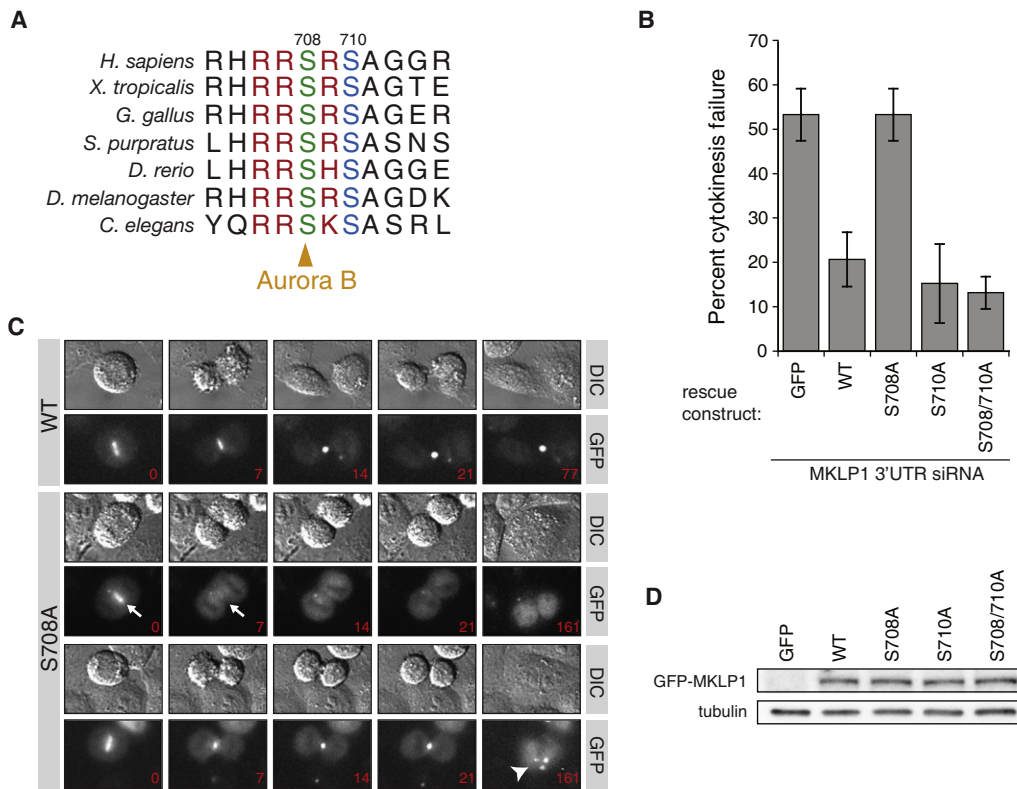 A
708 710
H. sapiens RHRRSRSAGGR
X. tropicalis RHRRSRSAGTE
G. gallus RHRRSRSAGER
S. purpratus LHRRSRSASNS
D. rerio LHRRSHSAGGE
D. melanogaster RHRRSRSAGDK
C. elegans YQRRSKSASRL
Aurora B
B
Percent cytokinesis failure
70
60
50
40
30
20
10
0
rescue construct:
GFP
WT
S708A
S710A
S708/710A
MKLP1 3'UTR siRNA
C
WT
DIC
GFP
0 7 14 21 77
S708A
DIC
GFP
0 7 14 21 161
DIC
GFP
0 7 14 21 161
D
GFP
WT
S708A
S710A
S708/710A
GFP-MKLP1
tubulin